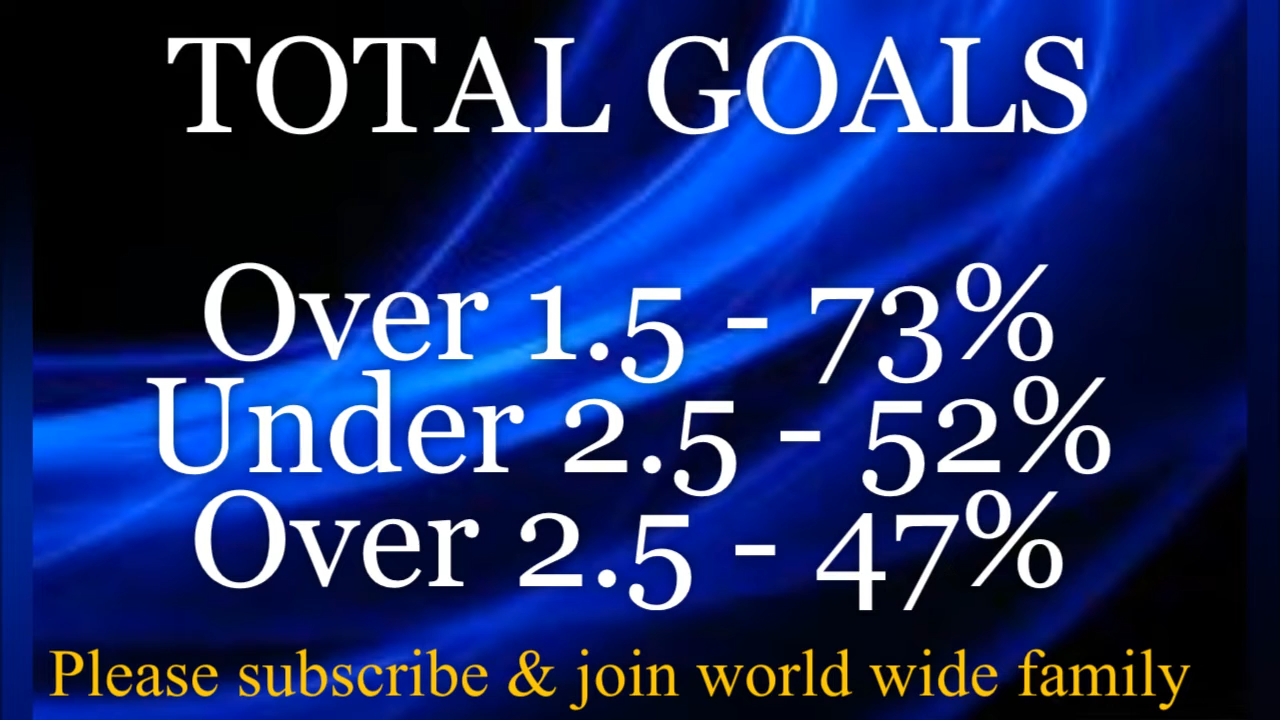 TOTAL GOALS
Over 1.5 - 73%
Under 2.5 - 52%
Over 2.5 - 47%
Please subscribe & join world wide family